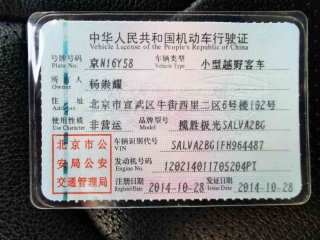 中华人民共和国机动车行驶证
Vehicle License of the People's Republic of China
号牌号码 京N16Y58 车辆类型 小型越野客车
Plate No. Vehicle Type
所有人 杨崇耀
Owner
住址 北京市宣武区牛街西里二区6号楼102号
Address
使用性质 非营运 品牌型号 揽胜极光SALVA2BG
Use Character Model
北京市公安局公安交通管理局
车辆识别代号 SALVA2BG1FH964487
VIN
发动机号码 120214011705204PT
Engine No.
注册日期 2014-10-28 发证日期 2014-10-28
Register Date Issue Date